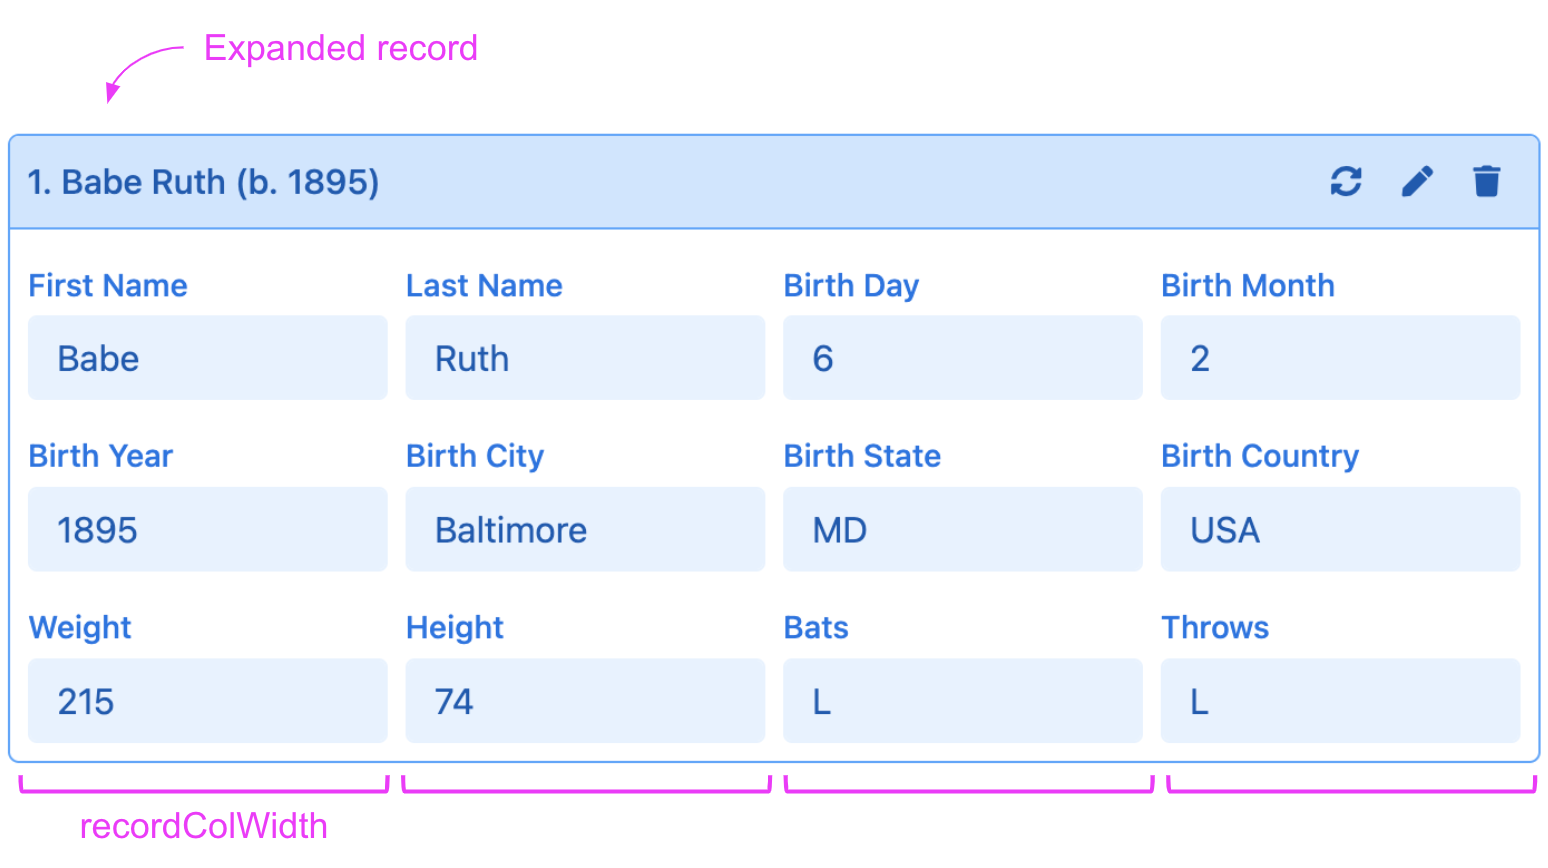 Expanded record
1. Babe Ruth (b. 1895)
First Name Last Name Birth Day Birth Month
Babe Ruth 6 2
Birth Year Birth City Birth State Birth Country
1895 Baltimore MD USA
Weight Height Bats Throws
215 74 L L
recordColWidth